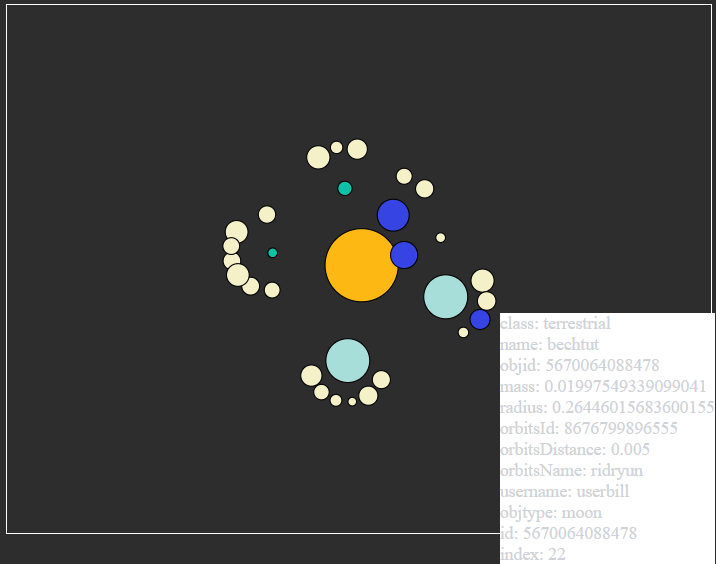 class: terrestrial
name: bechtut
objid: 5670064088478
mass: 0.01997549339099041
radius: 0.26446015683600155
orbitsId: 8676799896555
orbitsDistance: 0.005
orbitsName: ridryun
username: userbill
objtype: moon
id: 5670064088478
index: 22